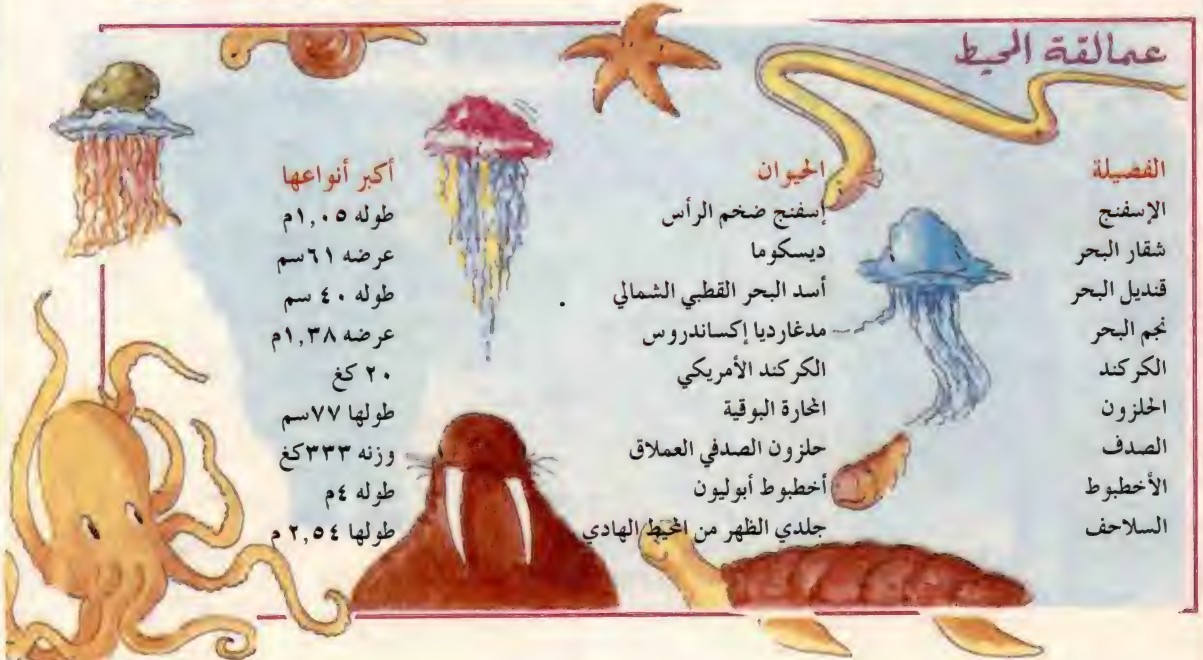 عمالقة المحيط
الفصيلة الحيوان أكبر أنواعها
الإسفنج إسفنج ضخم الرأس طوله ١,٠٥م
شقار البحر ديسكوما عرضه ٦١سم
قنديل البحر أسد البحر القطبي الشمالي طوله ٤٠ سم
نجم البحر مدغارديا إكساندروس عرضه ١,٣٨م
الكركند الكركند الأمريكي ٢٠ كغ
الحلزون المحارة البوقية طولها ٧٧سم
الصدف حلزون الصدفي العملاق وزنه ٣٣٣كغ
الأخطبوط أخطبوط أبوليون طوله ٤م
السلاحف جلدي الظهر من المحيط الهادي طولها ٢,٥٤ م